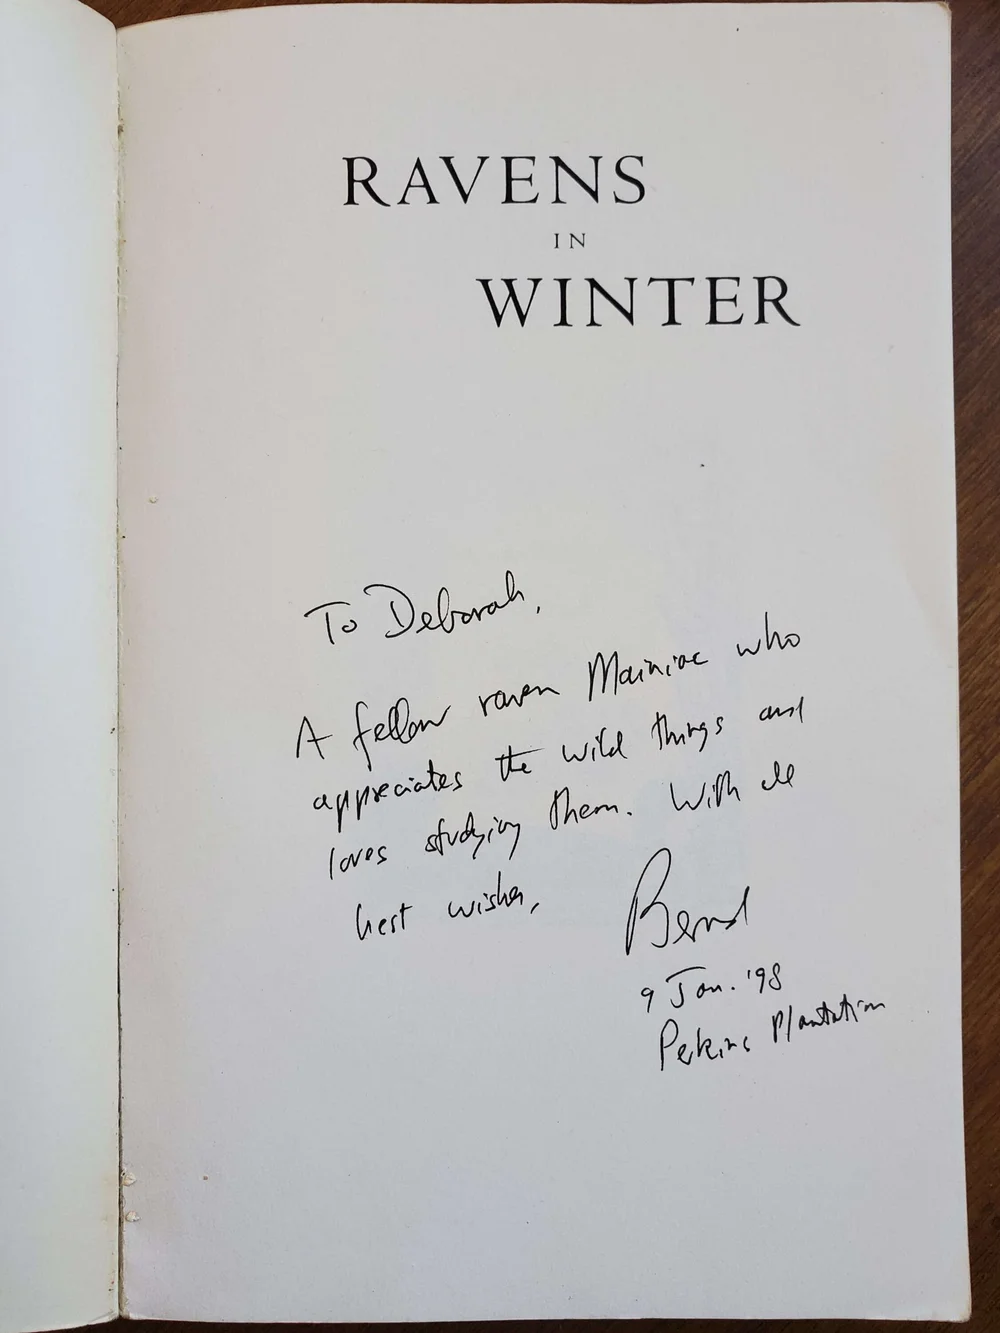 RAVENS
IN
WINTER
To Deborah,
A fellow raven Mainiac who
appreciates the wild things and
loves studying them. With all
best wishes,
Bernd
9 Jan. '98
Perkins Plantation